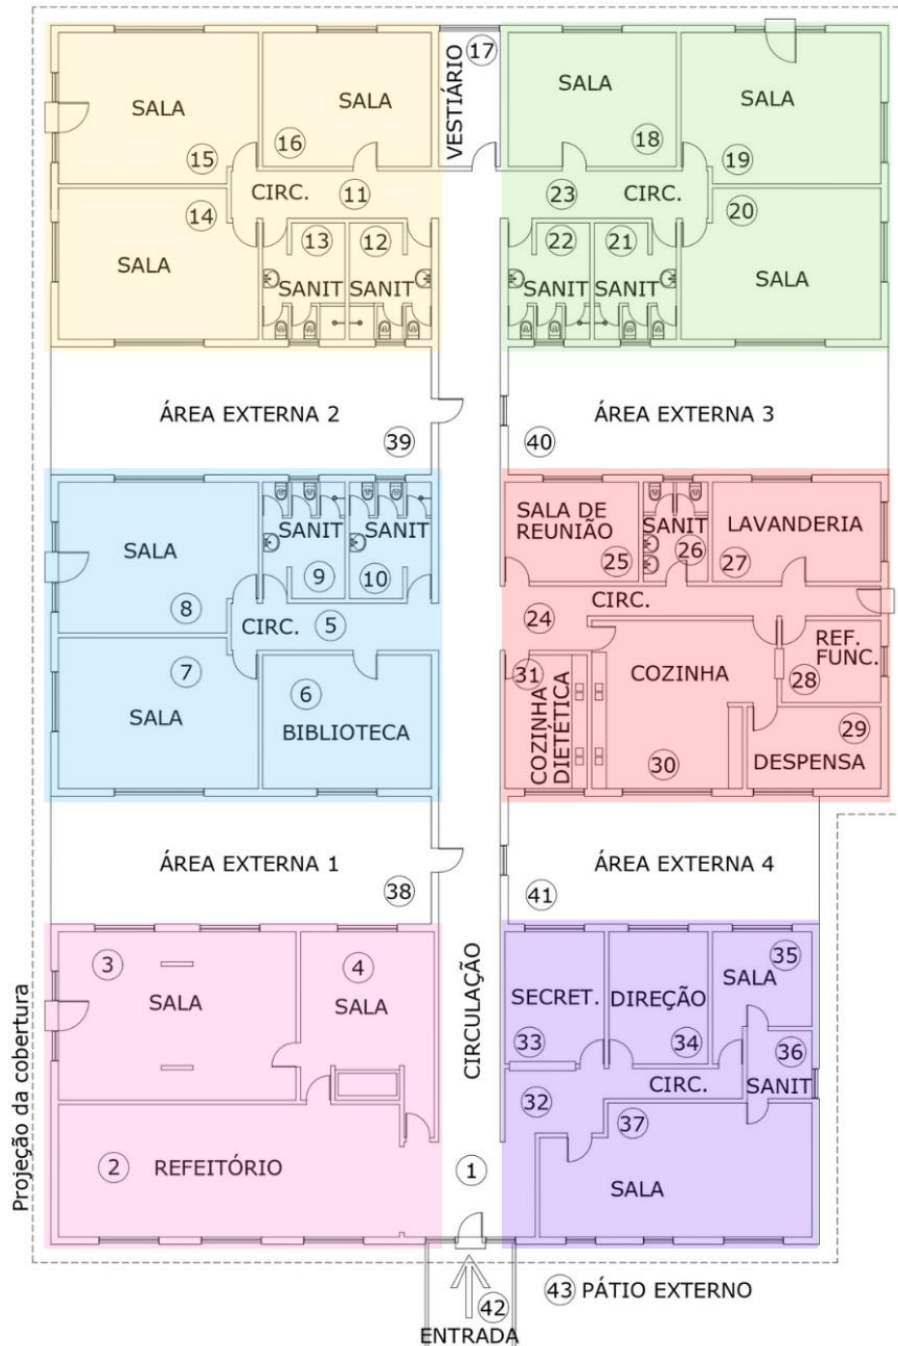 17
VESTIÁRIO
SALA
15
SALA
16
SALA
18
SALA
19
CIRC.
11
14
SALA
13
SANIT
12
SANIT
23
CIRC.
22
SANIT
21
SANIT
20
SALA
ÁREA EXTERNA 2
39
ÁREA EXTERNA 3
40
SALA
8
SANIT
9
SANIT
10
CIRC.
5
7
SALA
6
BIBLIOTECA
SALA DE
REUNIÃO
25
SANIT
26
LAVANDERIA
27
CIRC.
24
31
COZINHA
DIETÉTICA
COZINHA
30
REF.
FUNC.
28
29
DESPENSA
ÁREA EXTERNA 1
38
ÁREA EXTERNA 4
41
3
SALA
4
SALA
CIRCULAÇÃO
SECRET.
33
DIREÇÃO
34
35
SALA
36
SANIT
CIRC.
32
37
SALA
2
REFEITÓRIO
1
Projeção da cobertura
43 PÁTIO EXTERNO
42
ENTRADA